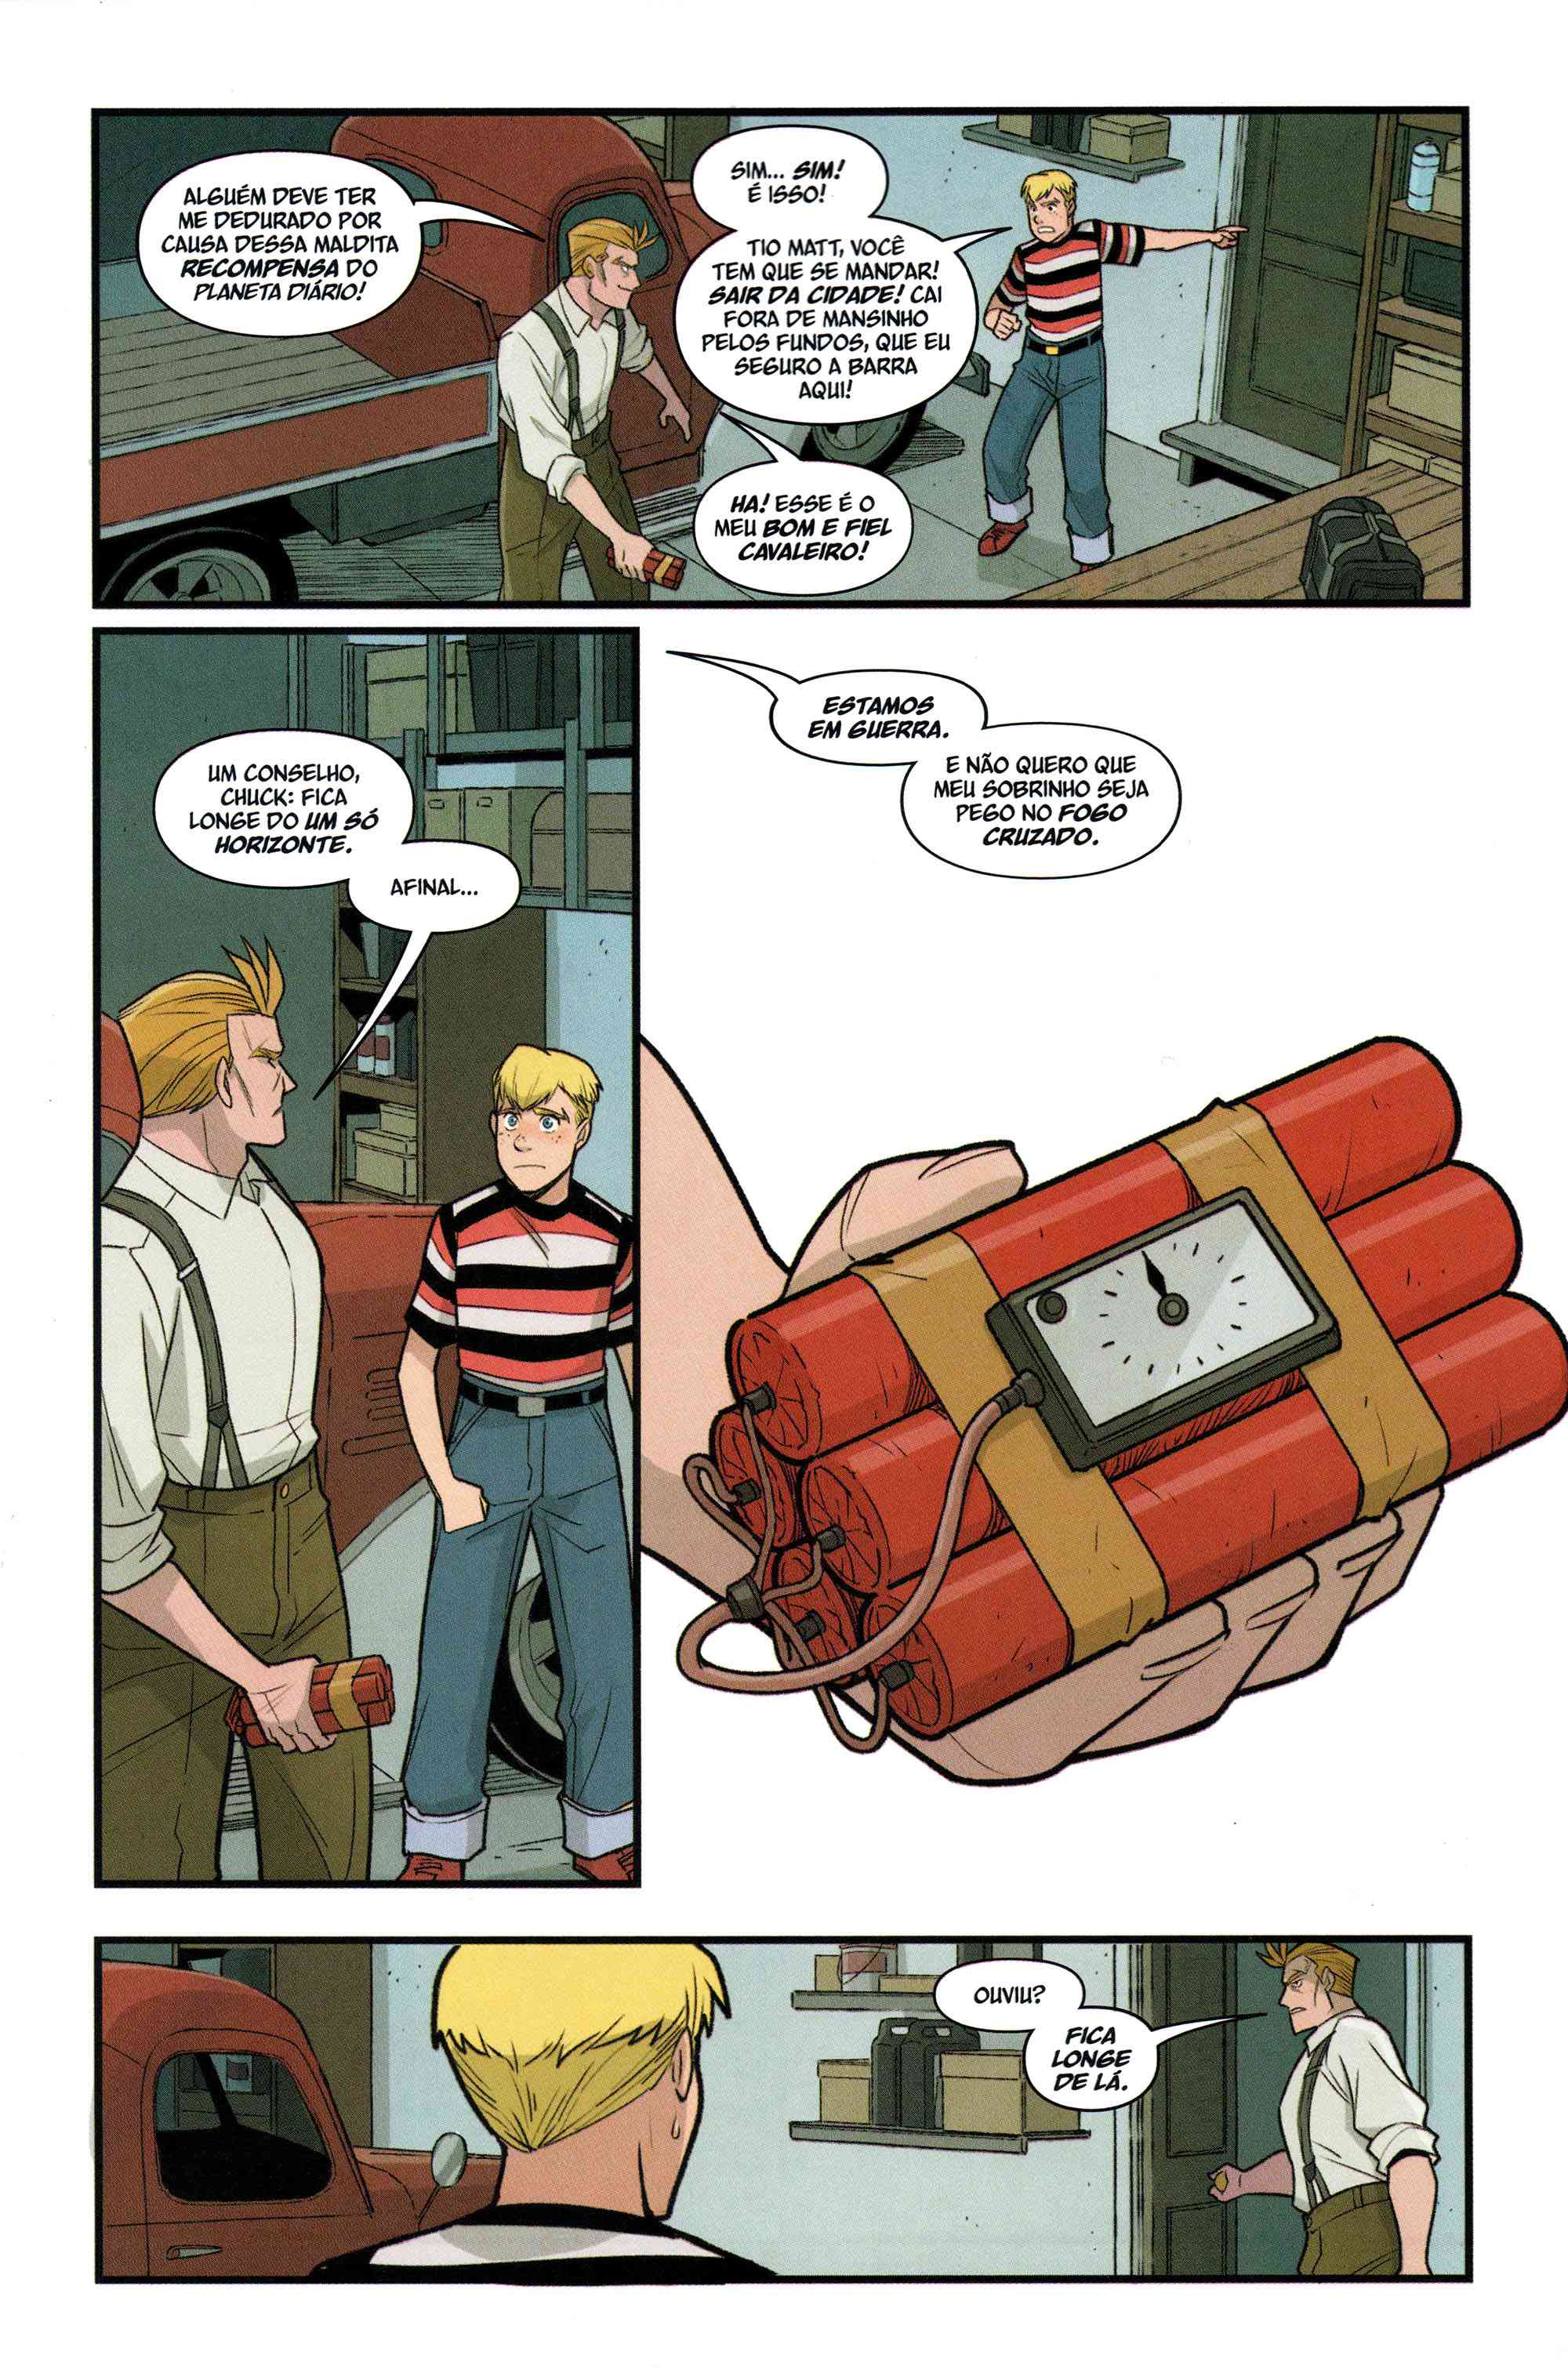 ALGUÉM DEVE TER
ME DEDURADO POR
CAUSA DESSA MALDITA
RECOMPENSA DO
PLANETA DIÁRIO!
SIM... SIM!
É ISSO!
TIO MATT, VOCÊ
TEM QUE SE MANDAR!
SAIR DA CIDADE! CAI
FORA DE MANSINHO
PELOS FUNDOS, QUE EU
SEGURO A BARRA
AQUI!
HA! ESSE É O
MEU BOM E FIEL
CAVALEIRO!
UM CONSELHO,
CHUCK: FICA
LONGE DO UM SÓ
HORIZONTE.
AFINAL...
ESTAMOS
EM GUERRA.
E NÃO QUERO QUE
MEU SOBRINHO SEJA
PEGO NO FOGO
CRUZADO.
OUVIU?
FICA
LONGE
DE LÁ.